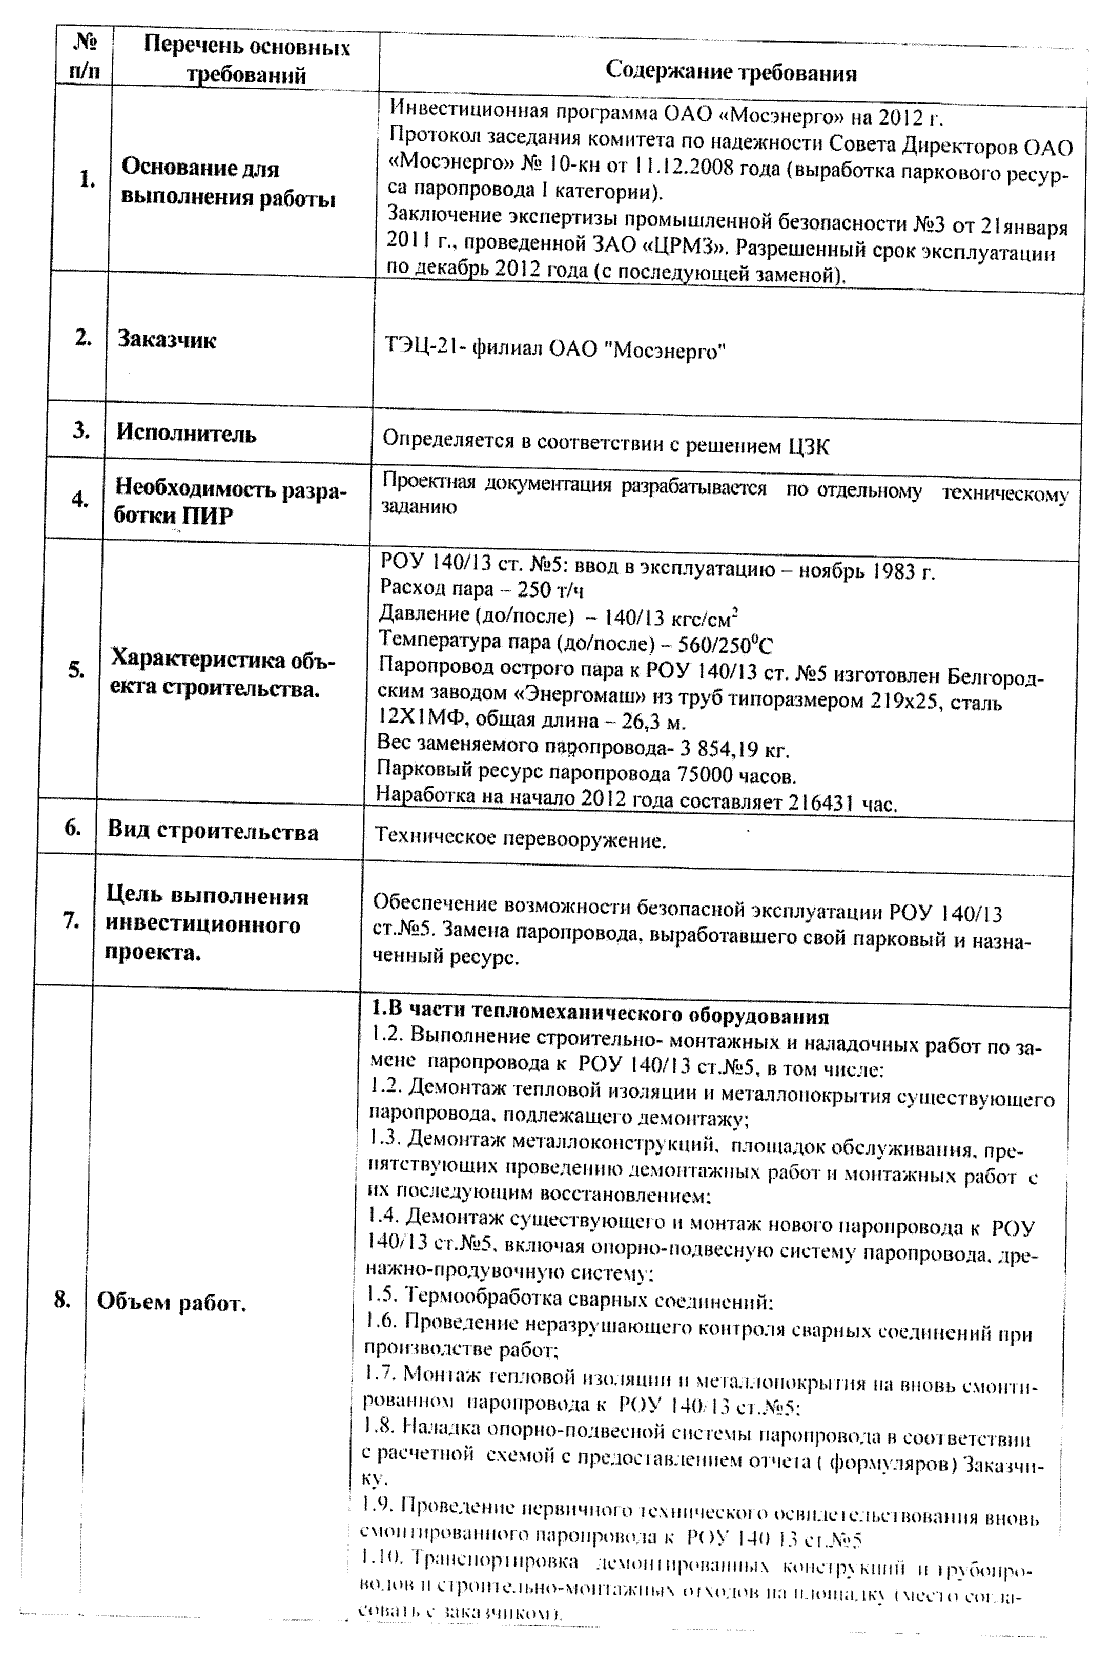 №
п/п
Перечень основных
требований
Содержание требования
1.
Основание для
выполнения работы
Инвестиционная программа ОАО «Мосэнерго» на 2012 г.
Протокол заседания комитета по надежности Совета Директоров ОАО
«Мосэнерго» № 10-кн от 11.12.2008 года (выработка паркового ресур-
са паропровода I категории).
Заключение экспертизы промышленной безопасности №3 от 21января
2011 г., проведенной ЗАО «ЦРМЗ». Разрешенный срок эксплуатации
по декабрь 2012 года (с последующей заменой).
2.
Заказчик
ТЭЦ-21- филиал ОАО "Мосэнерго"
3.
Исполнитель
Определяется в соответствии с решением ЦЗК
4.
Необходимость разра-
ботки ПИР
Проектная документация разрабатывается по отдельному техническому
заданию
5.
Характеристика объ-
екта строительства.
РОУ 140/13 ст. №5: ввод в эксплуатацию – ноябрь 1983 г.
Расход пара – 250 т/ч
Давление (до/после) – 140/13 кгс/см²
Температура пара (до/после) – 560/250⁰С
Паропровод острого пара к РОУ 140/13 ст. №5 изготовлен Белгород-
ским заводом «Энергомаш» из труб типоразмером 219х25, сталь
12Х1МФ, общая длина – 26,3 м.
Вес заменяемого паропровода- 3 854,19 кг.
Парковый ресурс паропровода 75000 часов.
Наработка на начало 2012 года составляет 216431 час.
6.
Вид строительства
Техническое перевооружение.
7.
Цель выполнения
инвестиционного
проекта.
Обеспечение возможности безопасной эксплуатации РОУ 140/13
ст.№5. Замена паропровода, выработавшего свой парковый и назна-
ченный ресурс.
8.
Объем работ.
1.В части тепломеханического оборудования
1.2. Выполнение строительно- монтажных и наладочных работ по за-
мене паропровода к РОУ 140/13 ст.№5, в том числе:
1.2. Демонтаж тепловой изоляции и металлопокрытия существующего
паропровода, подлежащего демонтажу;
1.3. Демонтаж металлоконструкций, площадок обслуживания, пре-
пятствующих проведению демонтажных работ и монтажных работ с
их последующим восстановлением;
1.4. Демонтаж существующего и монтаж нового паропровода к РОУ
140/13 ст.№5, включая опорно-подвесную систему паропровода, дре-
нажно-продувочную систему;
1.5. Термообработка сварных соединений;
1.6. Проведение неразрушающего контроля сварных соединений при
производстве работ;
1.7. Монтаж тепловой изоляции и металлопокрытия на вновь смонти-
рованном паропровода к РОУ 140/13 ст.№5;
1.8. Наладка опорно-подвесной системы паропровода в соответствии
с расчетной схемой с предоставлением отчета ( формуляров) Заказчи-
ку.
1.9. Проведение первичного технического освидетельствования вновь
смонтированного паропровода к РОУ 140/13 ст.№5
1.10. Транспортировка демонтированных конструкций и трубопро-
водов и строительно-монтажных отходов на площадку (место согла-
совать с заказчиком).